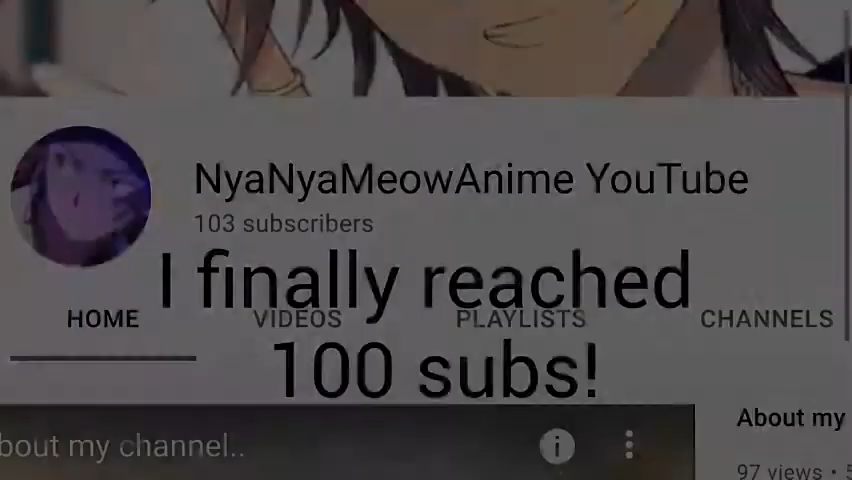 NyaNyaMeowAnime YouTube
103 subscribers
I finally reached
HOME VIDEOS PLAYLISTS CHANNELS
100 subs!
About my
bout my channel..
97 views •